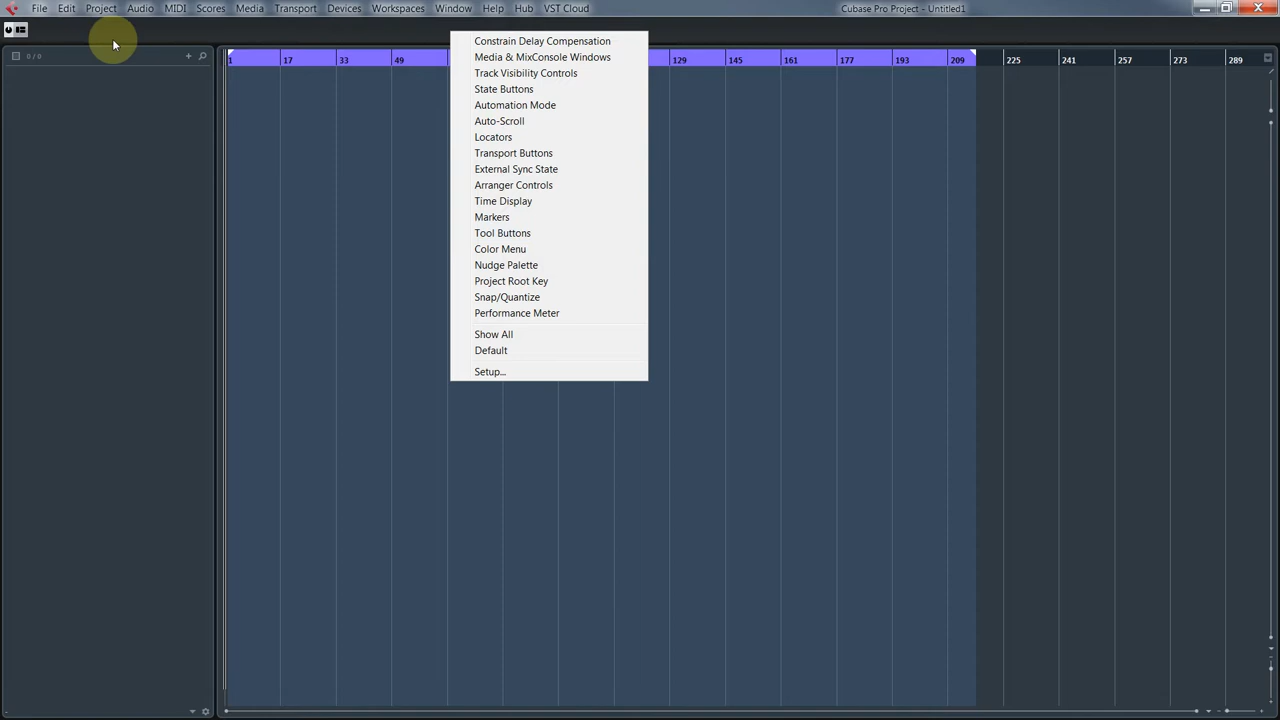 File Edit Project Audio MIDI Scores Media Transport Devices Workspaces Window Help Hub VST Cloud
Cubase Pro Project - Untitled1
0 / 0
1 17 33 49 129 145 161 177 193 209 225 241 257 273 289
Constrain Delay Compensation
Media & MixConsole Windows
Track Visibility Controls
State Buttons
Automation Mode
Auto-Scroll
Locators
Transport Buttons
External Sync State
Arranger Controls
Time Display
Markers
Tool Buttons
Color Menu
Nudge Palette
Project Root Key
Snap/Quantize
Performance Meter
Show All
Default
Setup...